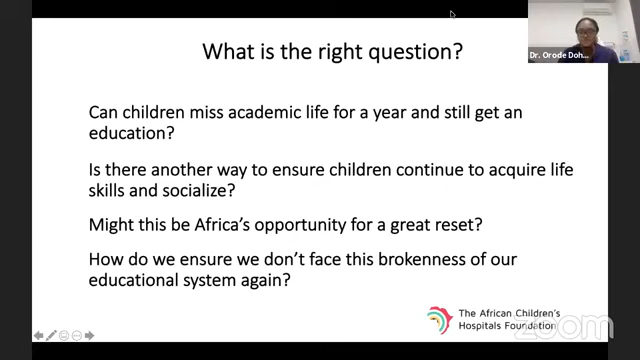 What is the right question?
Dr. Orode Doh...
Can children miss academic life for a year and still get an
education?
Is there another way to ensure children continue to acquire life
skills and socialize?
Might this be Africa's opportunity for a great reset?
How do we ensure we don't face this brokenness of our
educational system again?
The African Children's
Hospitals Foundation
zoom